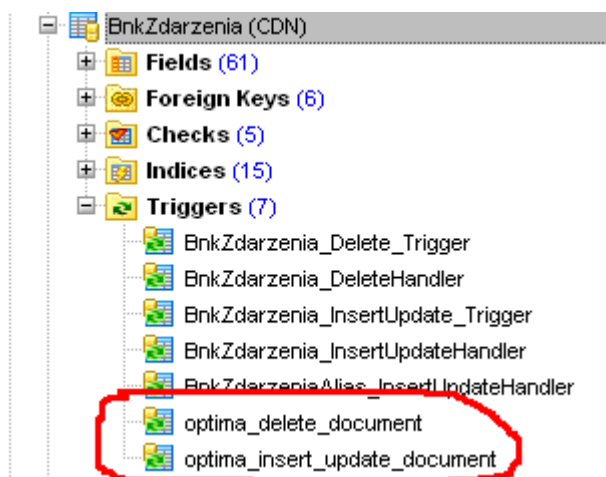 BnkZdarzenia (CDN)
Fields (61)
Foreign Keys (6)
Checks (5)
Indices (15)
Triggers (7)
BnkZdarzenia_Delete_Trigger
BnkZdarzenia_DeleteHandler
BnkZdarzenia_InsertUpdate_Trigger
BnkZdarzenia_InsertUpdateHandler
BnkZdarzeniaAlias_InsertUpdateHandler
optima_delete_document
optima_insert_update_document